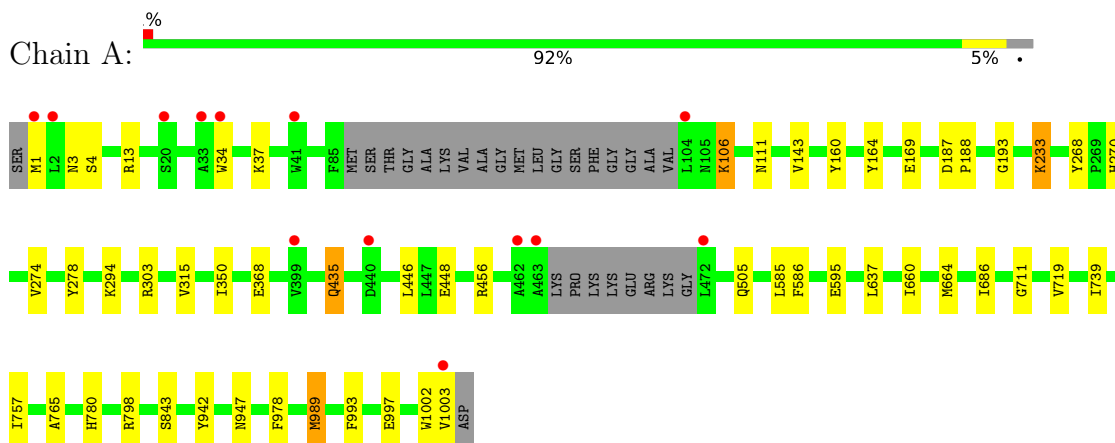 .%
Chain A:
92% 5% •
SER M1 L2 N3 S4 R13 S20 A33 W34 K37 W41 F85 MET SER THR GLY ALA LYS VAL ALA GLY MET LEU GLY SER PHE GLY GLY ALA VAL L104 N105 K106 N111 V143 Y160 Y164 E169 D187 P188 G193 K233 Y268 P269 H270
V274 Y278 K294 R303 V315 I350 E368 V399 Q435 D440 L446 L447 E448 R456 A462 A463 LYS PRO LYS LYS GLU ARG LYS GLY L472 Q505 L585 F586 E595 L637 I660 M664 I686 G711 V719 I739
I757 A765 H780 R798 S843 Y942 N947 F978 M989 F993 E997 W1002 V1003 ASP